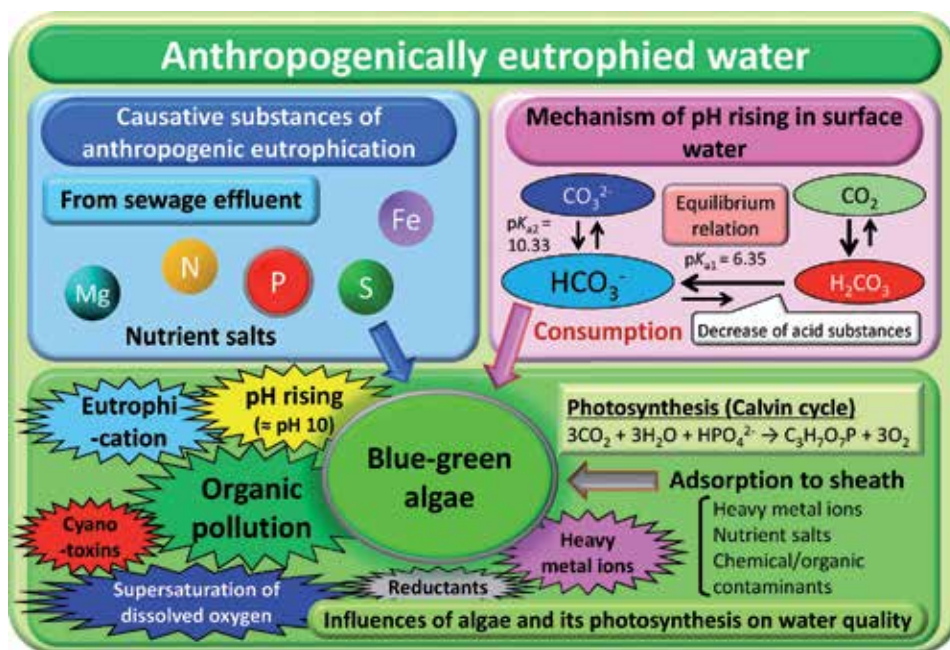 Anthropogenically eutrophied water
Causative substances of
anthropogenic eutrophication
From sewage effluent
Fe
N
P
S
Mg
Nutrient salts
Mechanism of pH rising in surface
water
CO₃²⁻
Equilibrium
relation
CO₂
pKₐ₂ =
10.33
pKₐ₁ = 6.35
HCO₃⁻
H₂CO₃
Consumption
Decrease of acid substances
Eutrophi
-cation
pH rising
(≈ pH 10)
Blue-green
algae
Organic
pollution
Cyano
-toxins
Supersaturation of
dissolved oxygen
Reductants
Heavy
metal ions
Photosynthesis (Calvin cycle)
3CO₂ + 3H₂O + HPO₄²⁻ → C₃H₇O₇P + 3O₂
Adsorption to sheath
Heavy metal ions
Nutrient salts
Chemical/organic
contaminants
Influences of algae and its photosynthesis on water quality